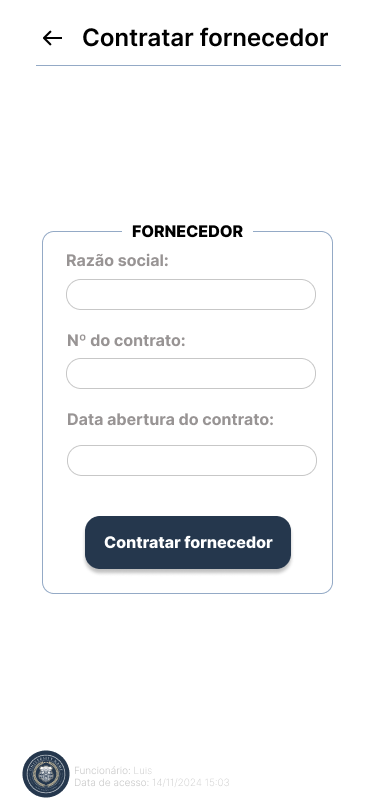 Contratar fornecedor
FORNECEDOR
Razão social:
Nº do contrato:
Data abertura do contrato:
Contratar fornecedor
Funcionário: Luis
Data de acesso: 14/11/2024 15:03